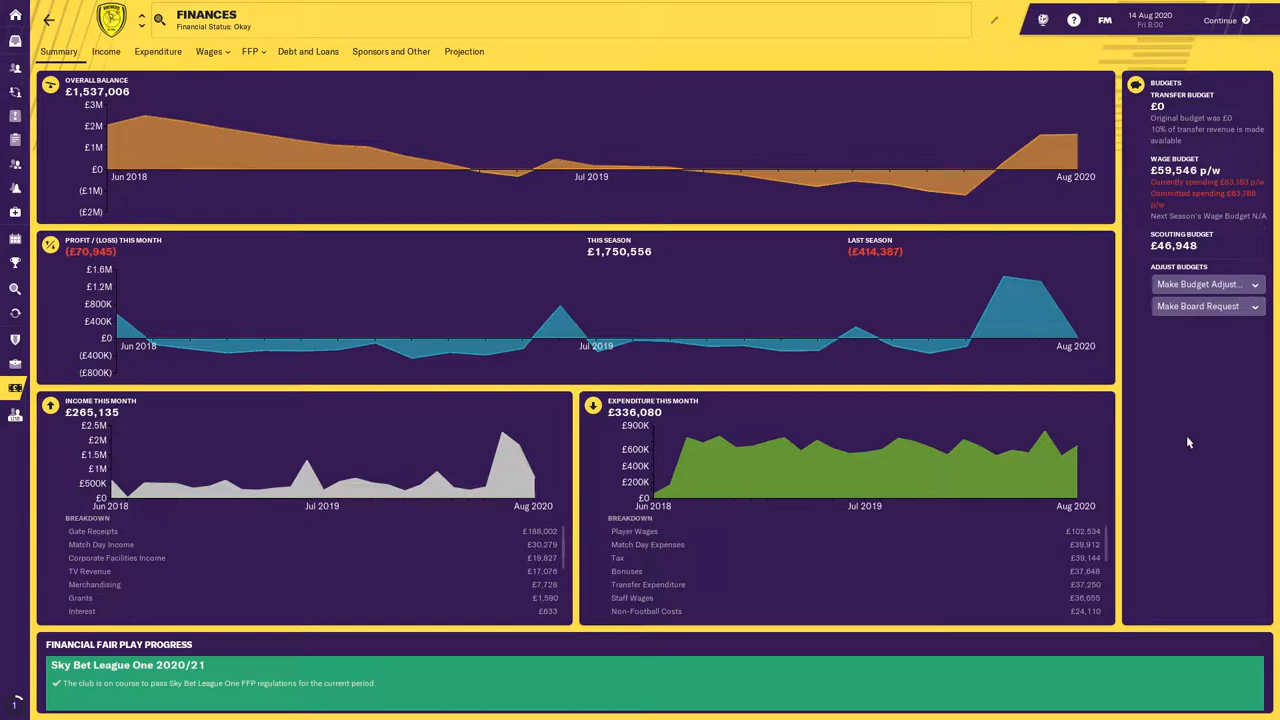 FINANCES
Financial Status: Okay
FM
14 Aug 2020
Fri 8:00
Continue
Summary
Income
Expenditure
Wages
FFP
Debt and Loans
Sponsors and Other
Projection
OVERALL BALANCE
£1,537,006
£3M
£2M
£1M
£0
(£1M)
(£2M)
Jun 2018
Jul 2019
Aug 2020
PROFIT / (LOSS) THIS MONTH
(£70,945)
THIS SEASON
£1,750,556
LAST SEASON
(£414,387)
£1.6M
£1.2M
£800K
£400K
£0
(£400K)
(£800K)
Jun 2018
Jul 2019
Aug 2020
INCOME THIS MONTH
£265,135
£2.5M
£2M
£1.5M
£1M
£500K
£0
Jun 2018
Jul 2019
Aug 2020
BREAKDOWN
Gate Receipts £188,002
Match Day Income £30,279
Corporate Facilities Income £19,827
TV Revenue £17,076
Merchandising £7,728
Grants £1,590
Interest £633
EXPENDITURE THIS MONTH
£336,080
£900K
£600K
£400K
£200K
£0
Jun 2018
Jul 2019
Aug 2020
BREAKDOWN
Player Wages £102,534
Match Day Expenses £39,912
Tax £39,144
Bonuses £37,648
Transfer Expenditure £37,250
Staff Wages £36,655
Non-Football Costs £24,110
BUDGETS
TRANSFER BUDGET
£0
Original budget was £0
10% of transfer revenue is made
available
WAGE BUDGET
£59,546 p/w
Currently spending £63,163 p/w
Committed spending £63,788
p/w
Next Season's Wage Budget N/A
SCOUTING BUDGET
£46,948
ADJUST BUDGETS
Make Budget Adjust...
Make Board Request
FINANCIAL FAIR PLAY PROGRESS
Sky Bet League One 2020/21
The club is on course to pass Sky Bet League One FFP regulations for the current period.
1